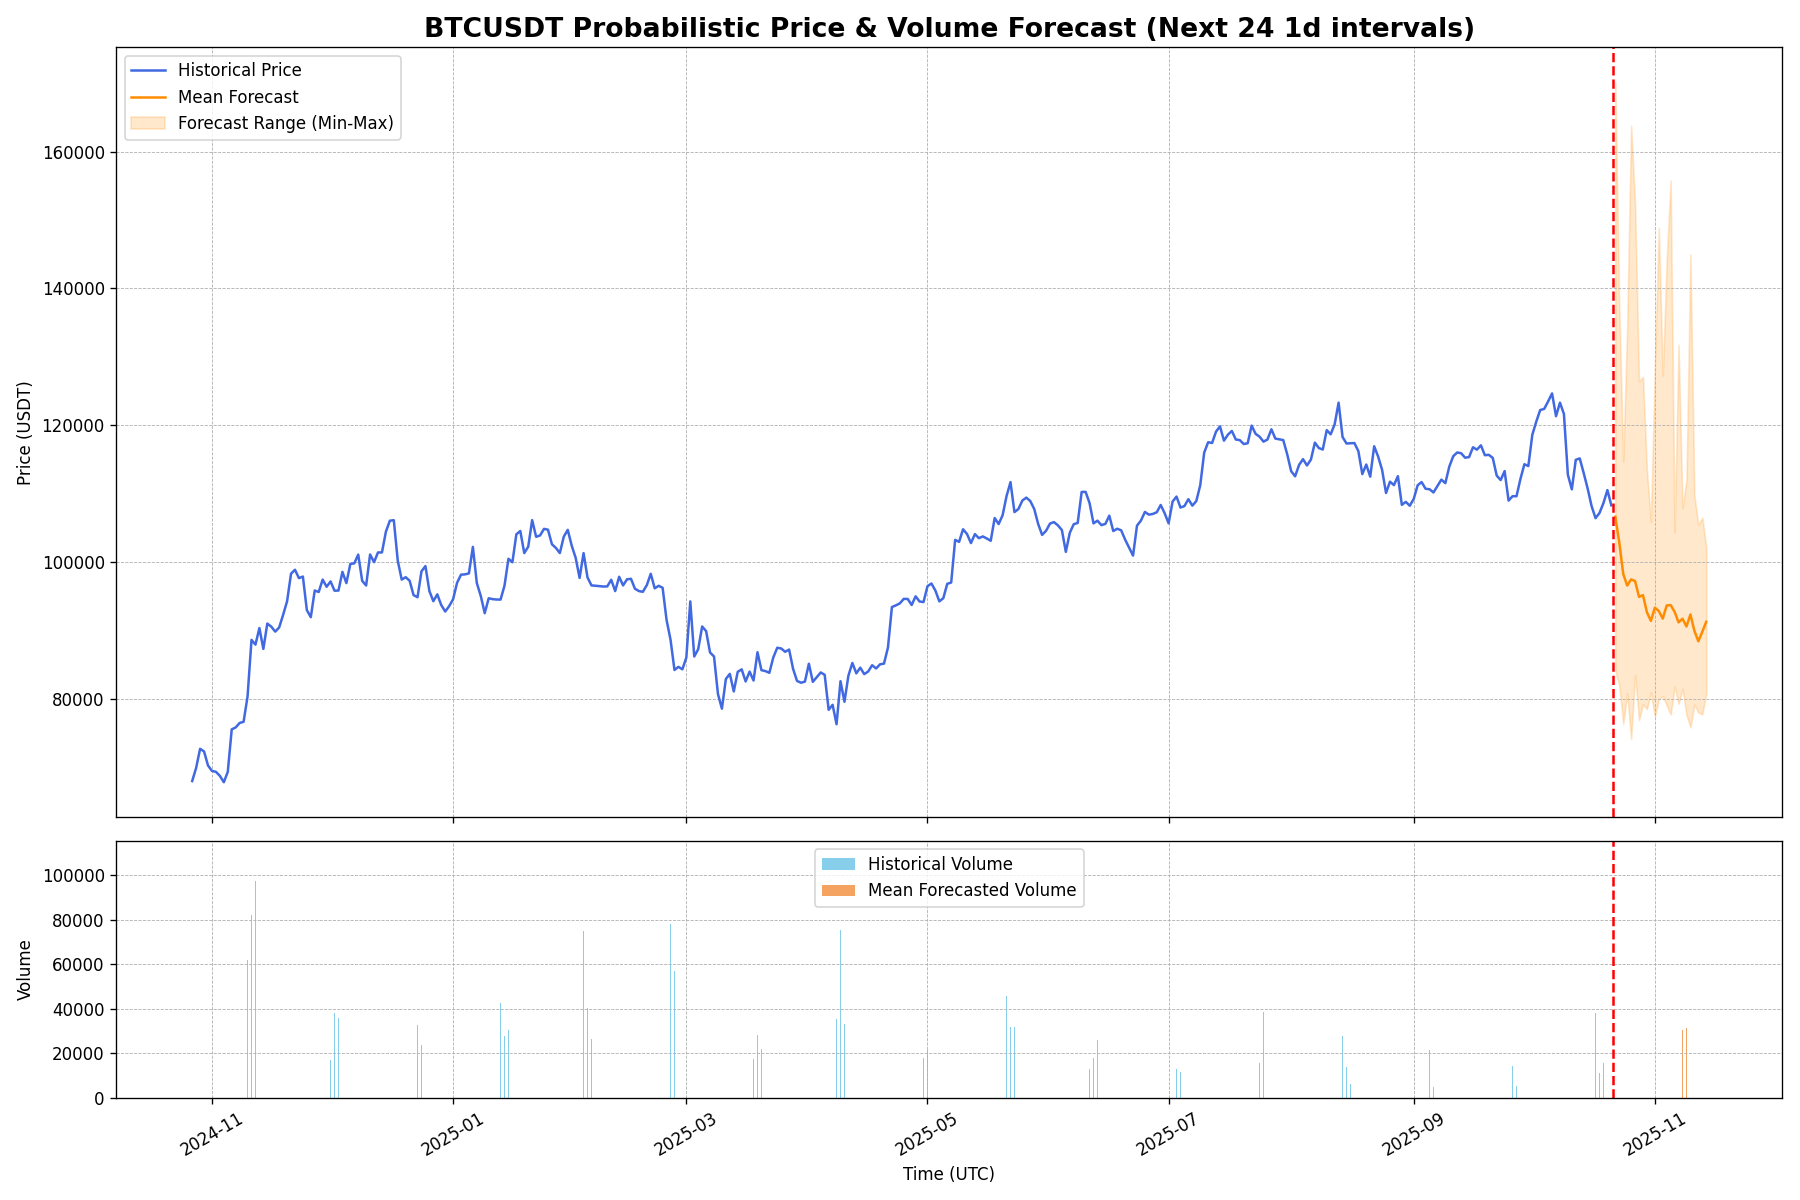 BTCUSDT Probabilistic Price & Volume Forecast (Next 24 1d intervals)
Historical Price
Mean Forecast
Forecast Range (Min-Max)
Price (USDT)
160000
140000
120000
100000
80000
Historical Volume
Mean Forecasted Volume
Volume
100000
80000
60000
40000
20000
0
2024-11
2025-01
2025-03
2025-05
2025-07
2025-09
2025-11
Time (UTC)